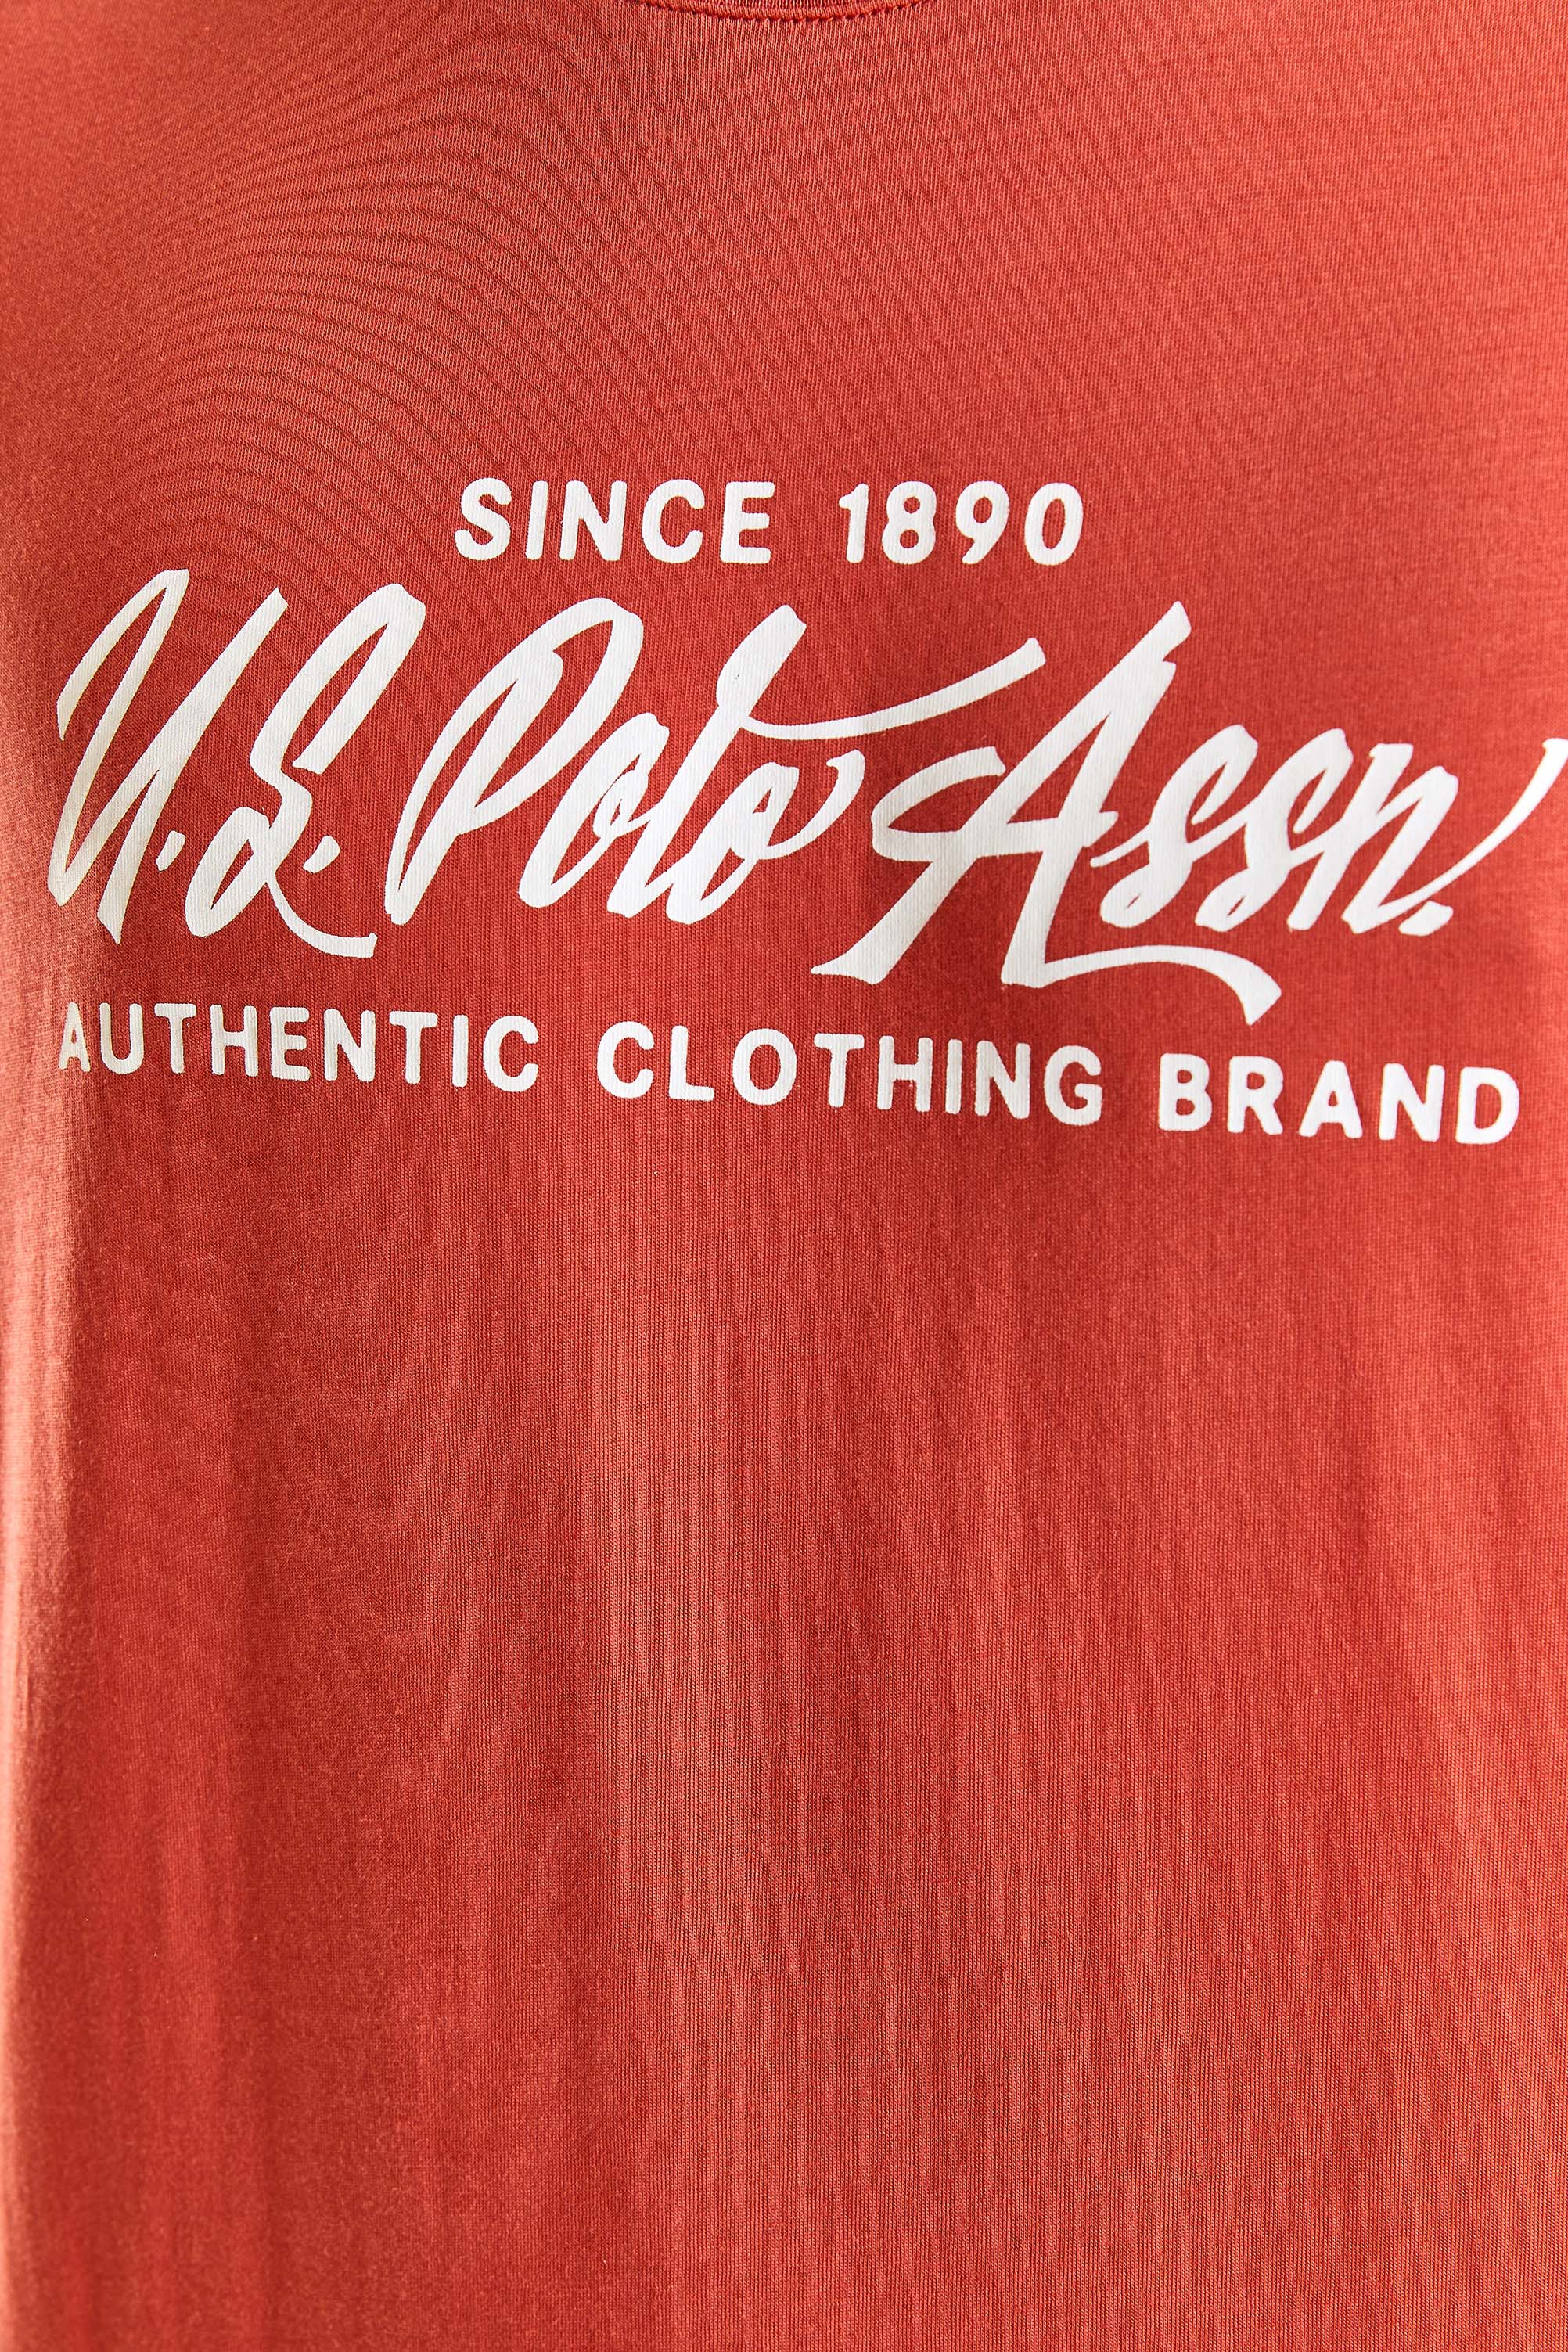 SINCE 1890
U.S. Polo Assn.
AUTHENTIC CLOTHING BRAND